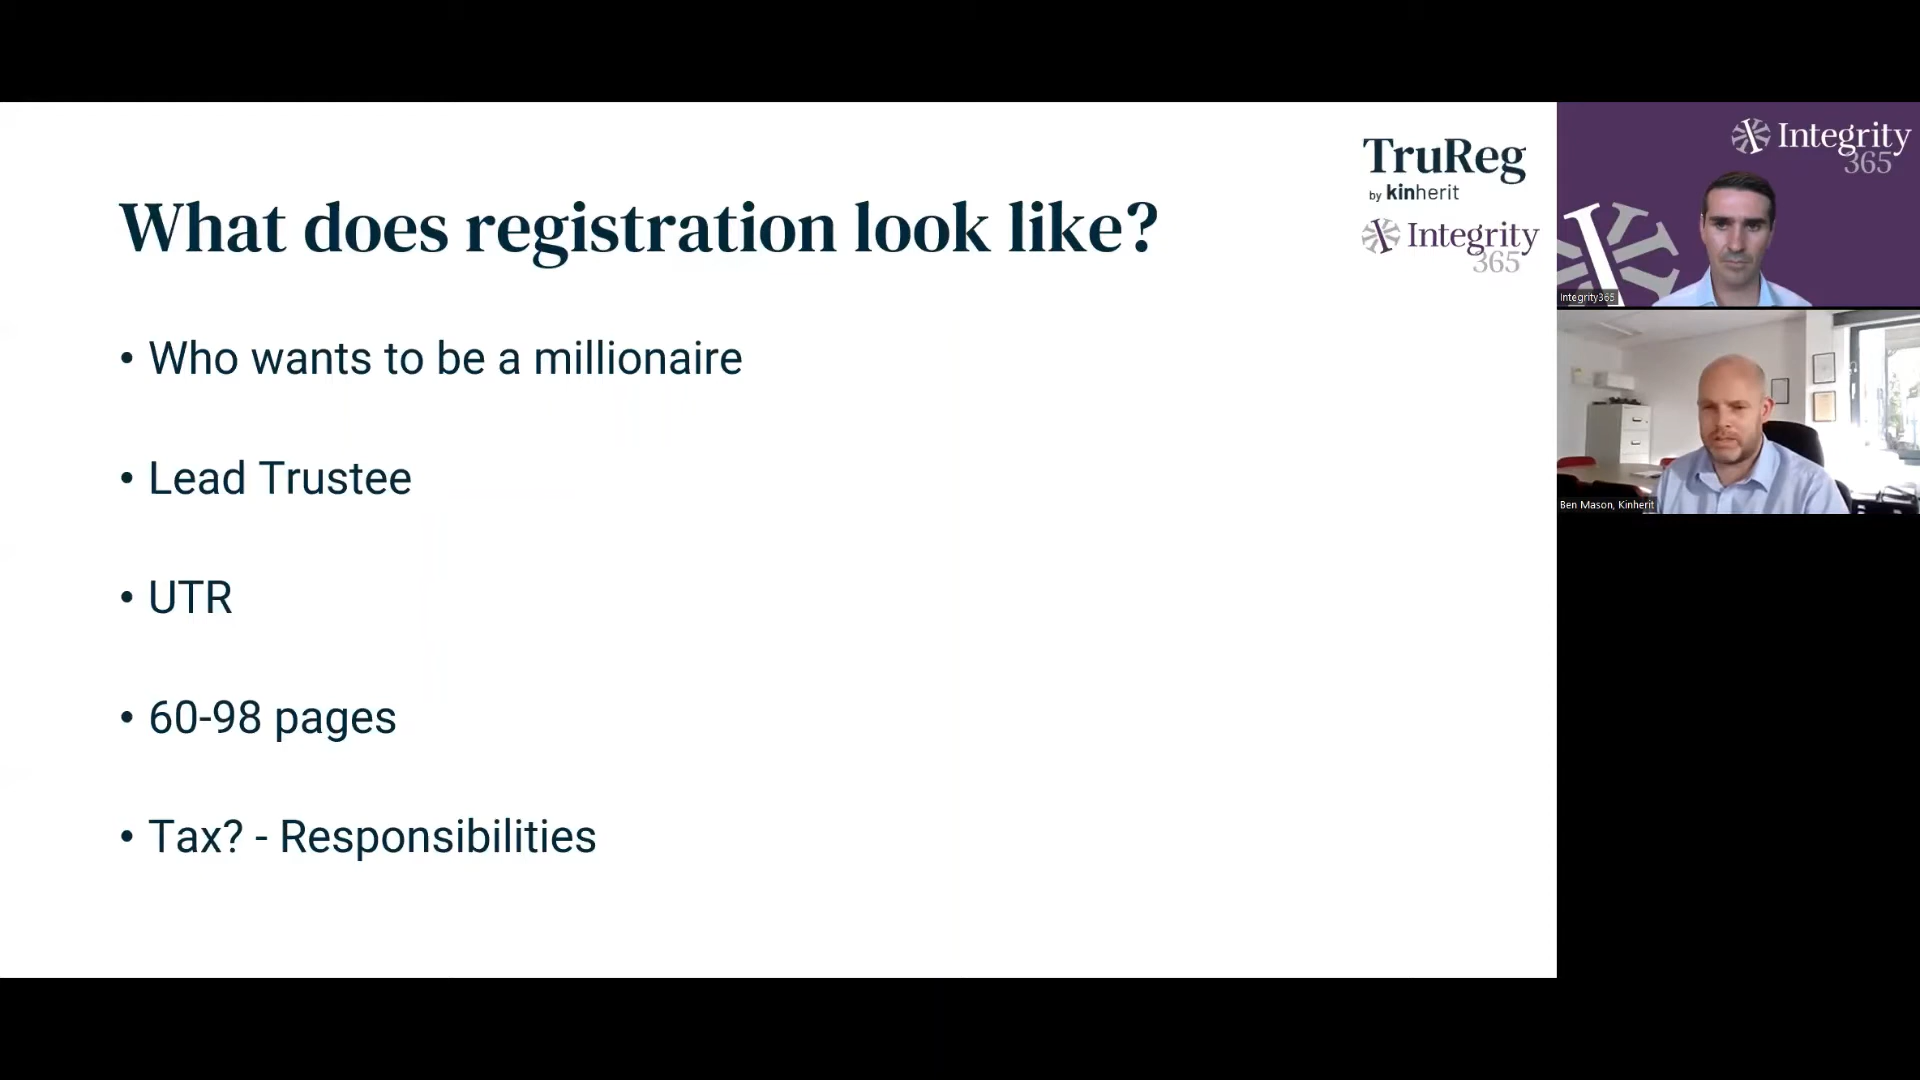 What does registration look like?
• Who wants to be a millionaire
• Lead Trustee
• UTR
• 60-98 pages
• Tax? - Responsibilities
TruReg
by kinherit
Integrity
365
Integrity
365
Integrity365
Ben Mason, Kinherit